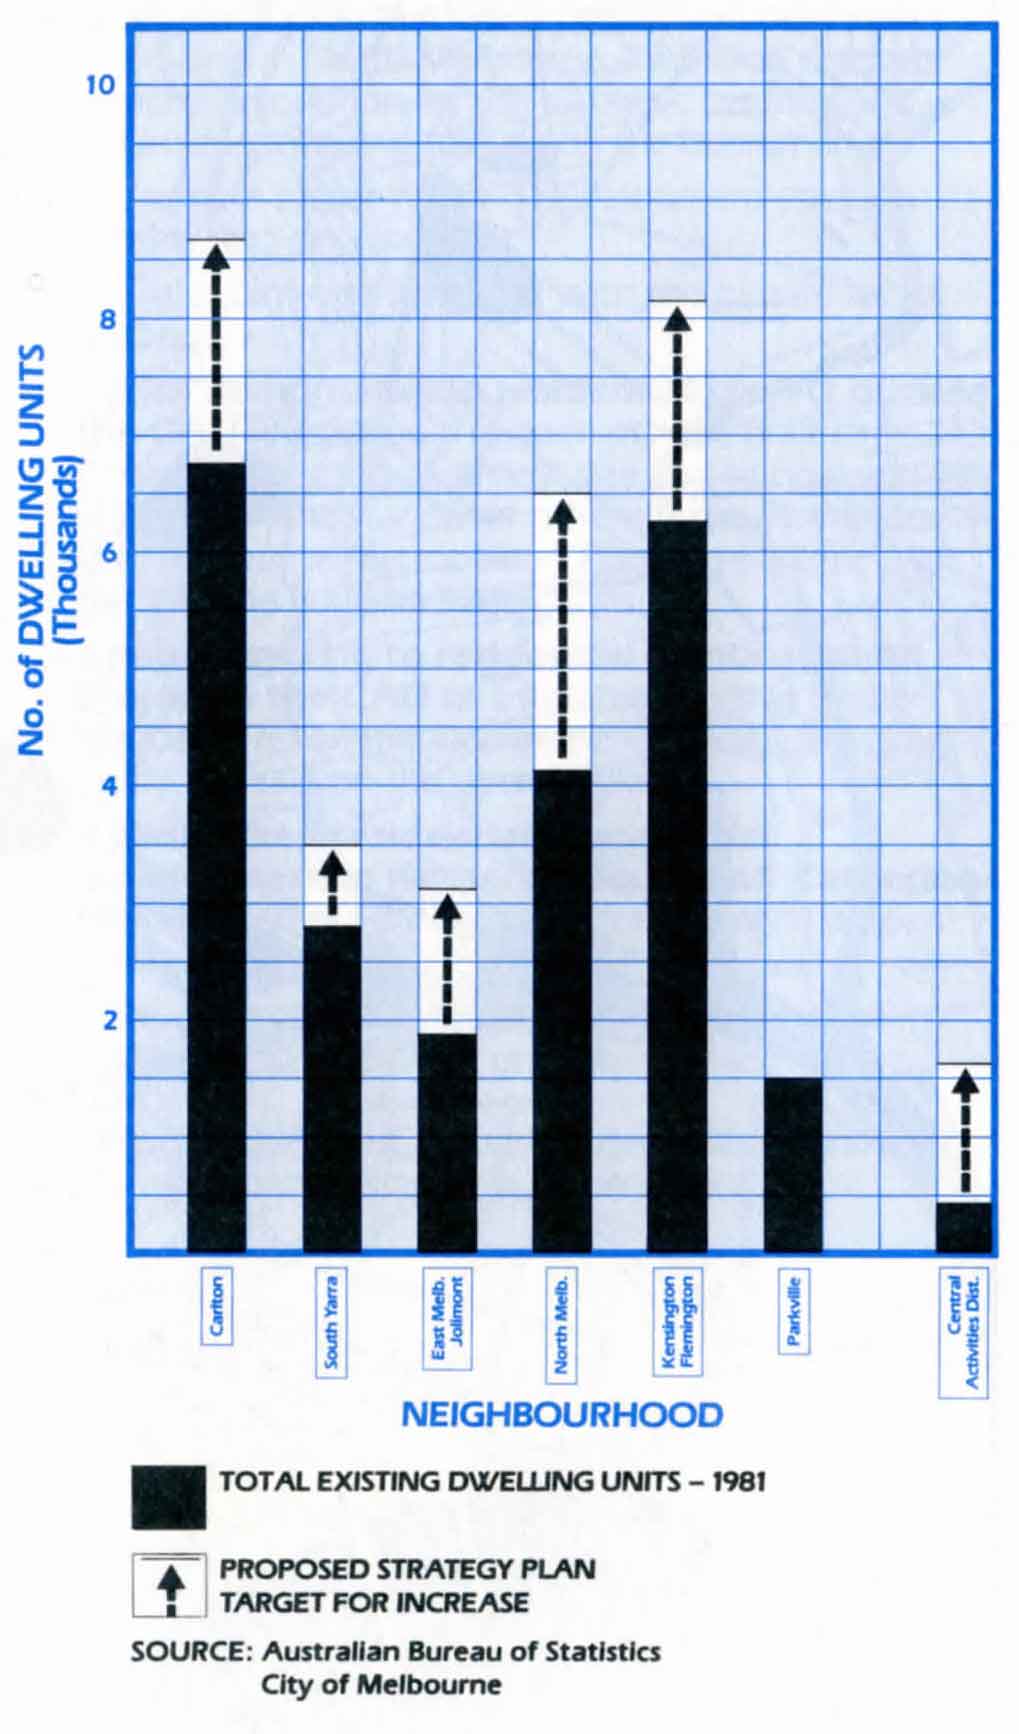 10
8
6
4
2
No. of DWELLING UNITS
(Thousands)
Carlton
South Yarra
East Melb.
Jolimont
North Melb.
Kensington
Flemington
Parkville
Central
Activities Dist.
NEIGHBOURHOOD
TOTAL EXISTING DWELLING UNITS – 1981
PROPOSED STRATEGY PLAN
TARGET FOR INCREASE
SOURCE: Australian Bureau of Statistics
City of Melbourne